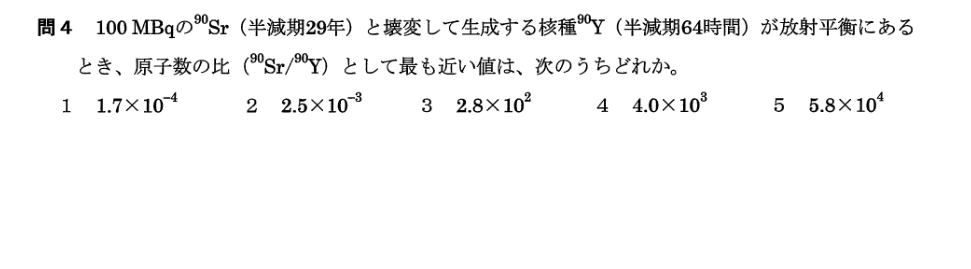 問4 100 MBqの⁹⁰Sr(半減期29年)と壊変して生成する核種⁹⁰Y(半減期64時間)が放射平衡にある
とき、原子数の比(⁹⁰Sr/⁹⁰Y)として最も近い値は、次のうちどれか。
1 1.7×10⁻⁴ 2 2.5×10⁻³ 3 2.8×10² 4 4.0×10³ 5 5.8×10⁴